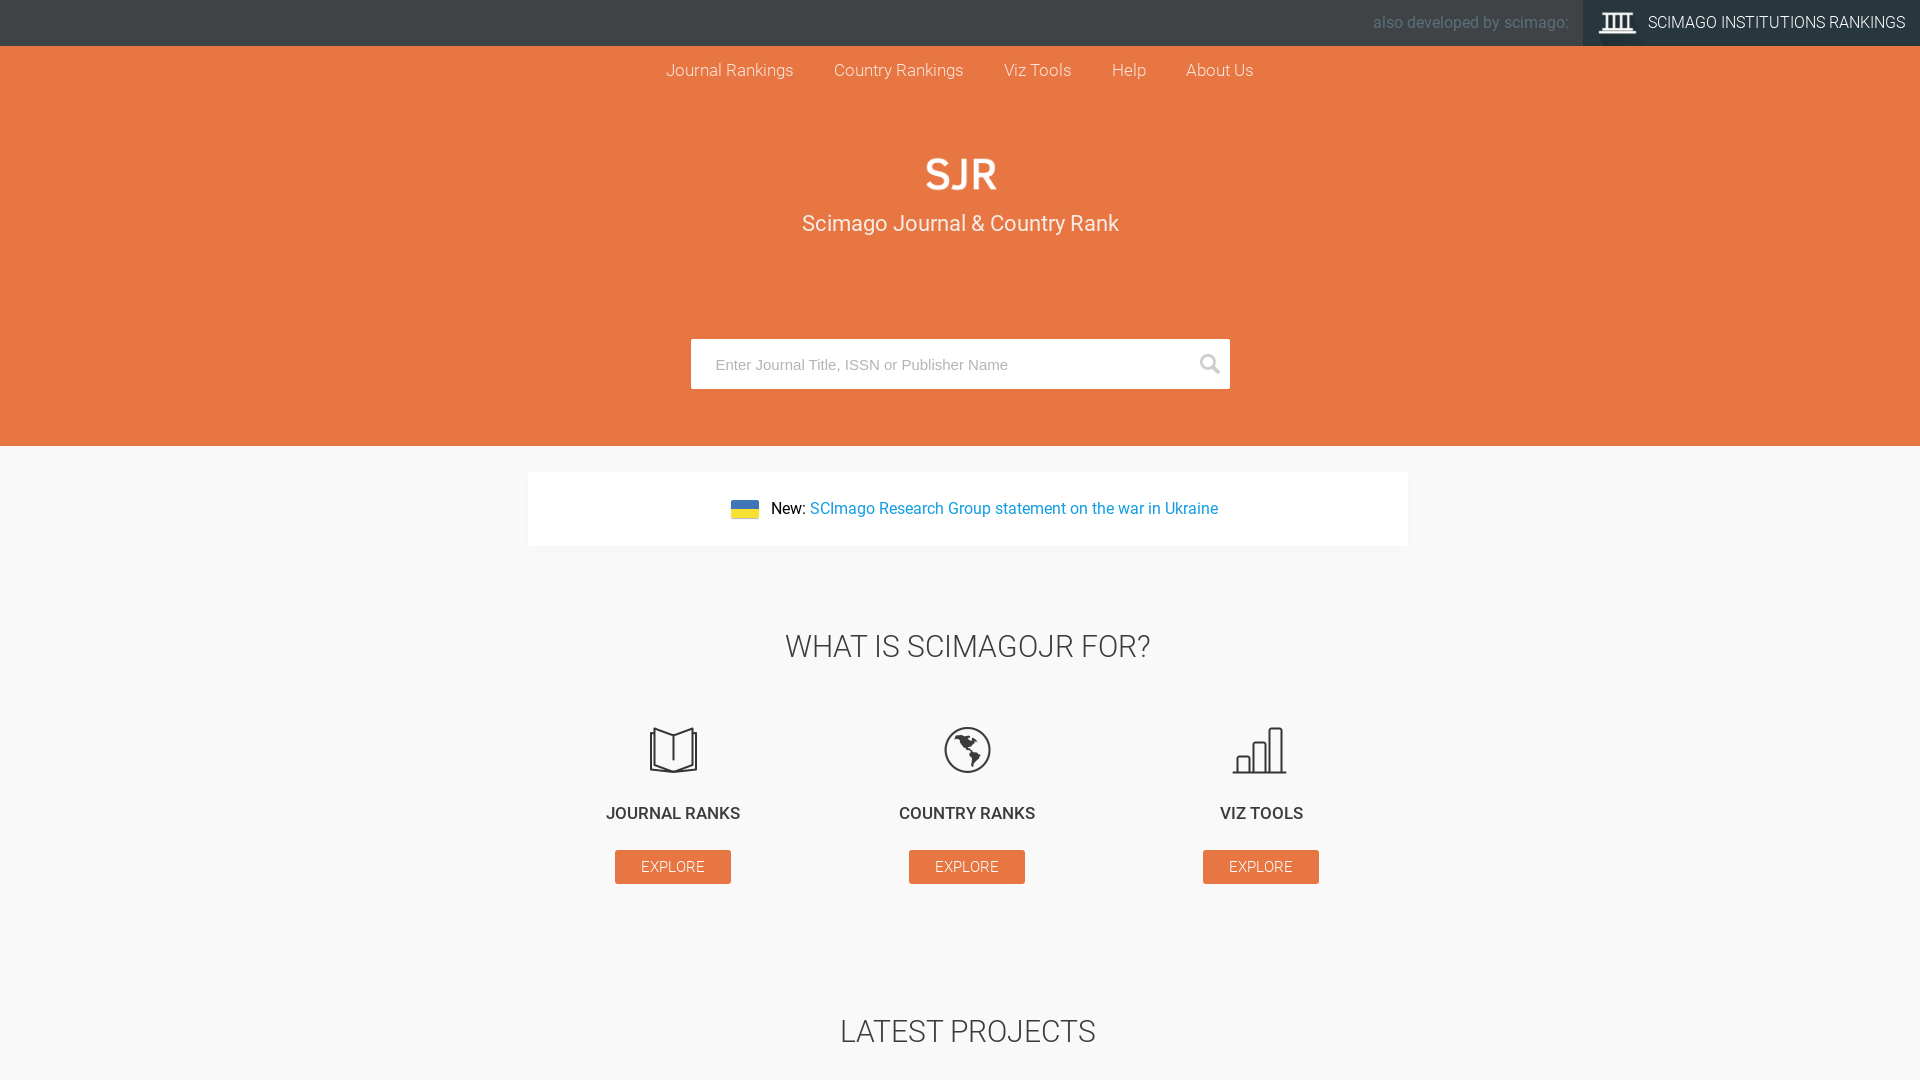 also developed by scimago:
SCIMAGO INSTITUTIONS RANKINGS
Journal Rankings
Country Rankings
Viz Tools
Help
About Us
SJR
Scimago Journal & Country Rank
Enter Journal Title, ISSN or Publisher Name
New: SCImago Research Group statement on the war in Ukraine
WHAT IS SCIMAGOJR FOR?
JOURNAL RANKS
COUNTRY RANKS
VIZ TOOLS
EXPLORE
EXPLORE
EXPLORE
LATEST PROJECTS